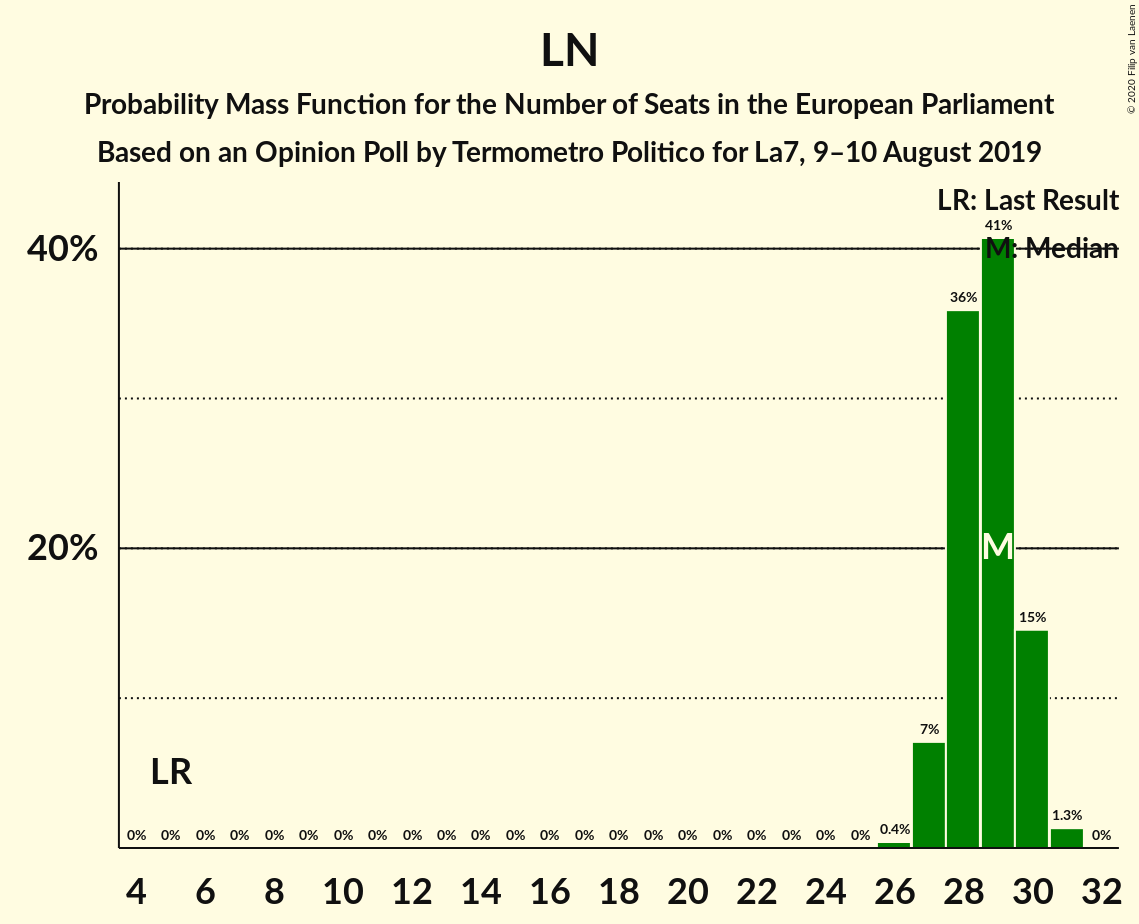 LN
Probability Mass Function for the Number of Seats in the European Parliament
Based on an Opinion Poll by Termometro Politico for La7, 9–10 August 2019
© 2020 Filip van Laenen
LR: Last Result
M: Median
40%
20%
41%
36%
M
15%
7%
LR
1.3%
0.4%
0% 0% 0% 0% 0% 0% 0% 0% 0% 0% 0% 0% 0% 0% 0% 0% 0% 0% 0% 0% 0% 0% 0%
4 6 8 10 12 14 16 18 20 22 24 26 28 30 32